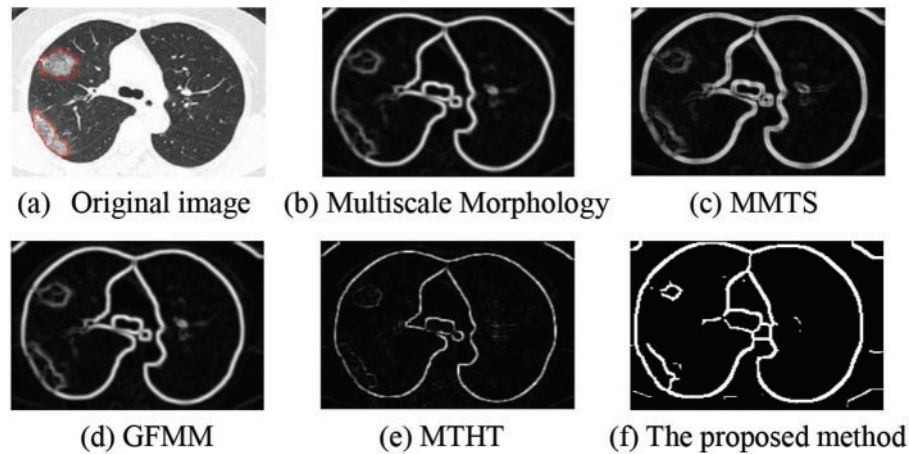 (a) Original image
(b) Multiscale Morphology
(c) MMTS
(d) GFMM
(e) MTHT
(f) The proposed method